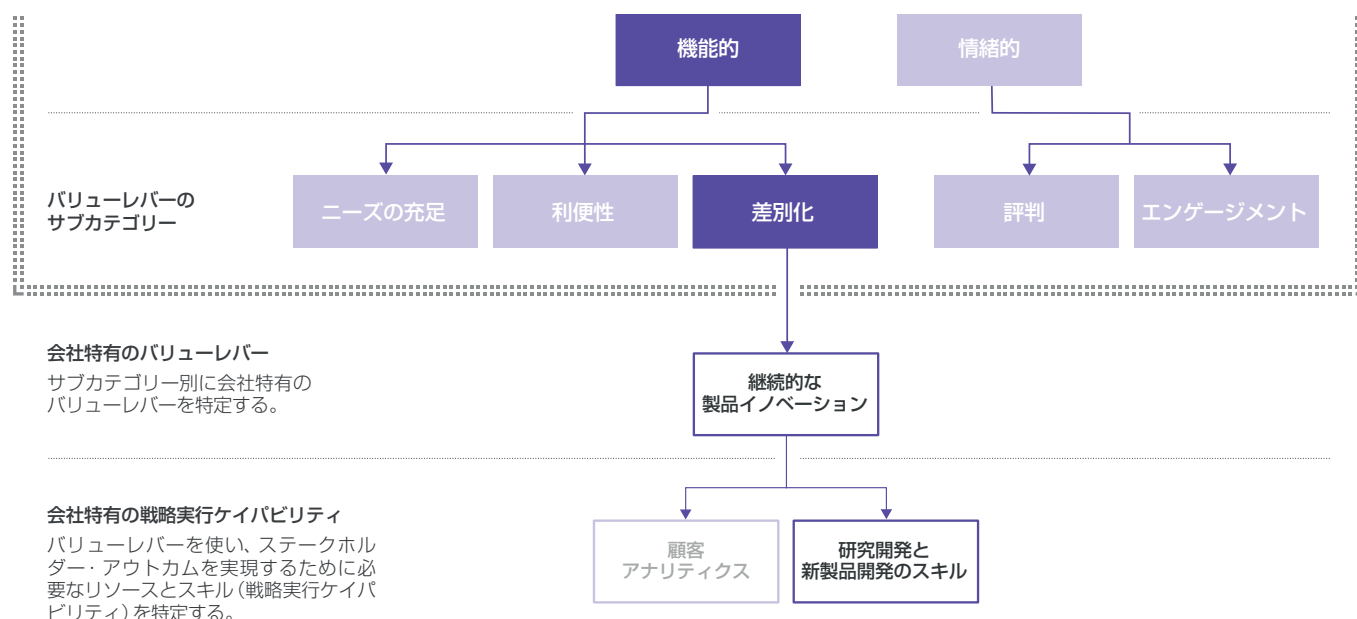 機能的
情緒的
バリューレバーの
サブカテゴリー
ニーズの充足
利便性
差別化
評判
エンゲージメント
会社特有のバリューレバー
サブカテゴリー別に会社特有の
バリューレバーを特定する。
継続的な
製品イノベーション
会社特有の戦略実行ケイパビリティ
バリューレバーを使い、ステークホル
ダー・アウトカムを実現するために必
要なリソースとスキル（戦略実行ケイパ
ビリティ）を特定する。
顧客
アナリティクス
研究開発と
新製品開発のスキル